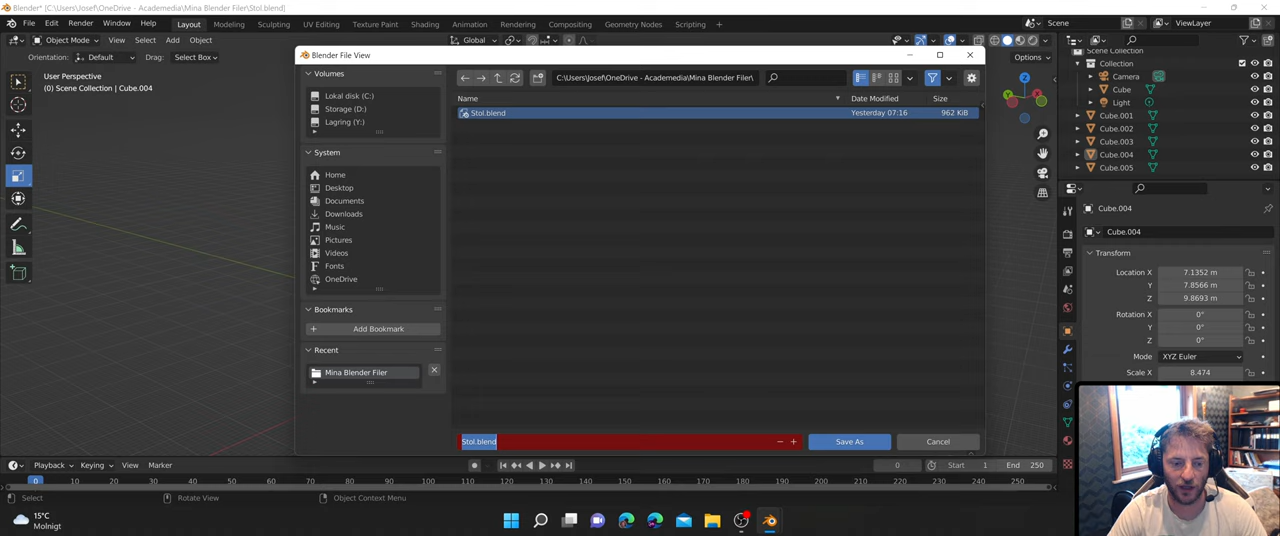 Blender* [C:\Users\Josef\OneDrive - Academedia\Mina Blender Filer\Stol.blend]
File Edit Render Window Help Layout Modeling Sculpting UV Editing Texture Paint Shading Animation Rendering Compositing Geometry Nodes Scripting + Scene ViewLayer
Object Mode View Select Add Object Global
Orientation: Default Drag: Select Box Options
User Perspective
(0) Scene Collection | Cube.004
Blender File View
Volumes
Lokal disk (C:)
Storage (D:)
Lagring (Y:)
System
Home
Desktop
Documents
Downloads
Music
Pictures
Videos
Fonts
OneDrive
Bookmarks
+ Add Bookmark
Recent
Mina Blender Filer
C:\Users\Josef\OneDrive - Academedia\Mina Blender Filer\
Name Date Modified Size
Stol.blend Yesterday 07:16 962 KiB
Stol.blend Save As Cancel
Z
X
Y
Scene Collection
Collection
Camera
Cube
Light
Cube.001
Cube.002
Cube.003
Cube.004
Cube.005
Cube.004
Cube.004
Transform
Location X 7.1352 m
Y 7.8566 m
Z 9.8693 m
Rotation X 0°
Y 0°
Z 0°
Mode XYZ Euler
Scale X 8.474
Playback Keying View Marker 0 Start 1 End 250
0 10 20 30 40 50 60 70 80 90 100 110 120 130 140 150 160 170 180 190 200 210 220 230 240 250
Select Rotate View Object Context Menu
15°C
Molnigt